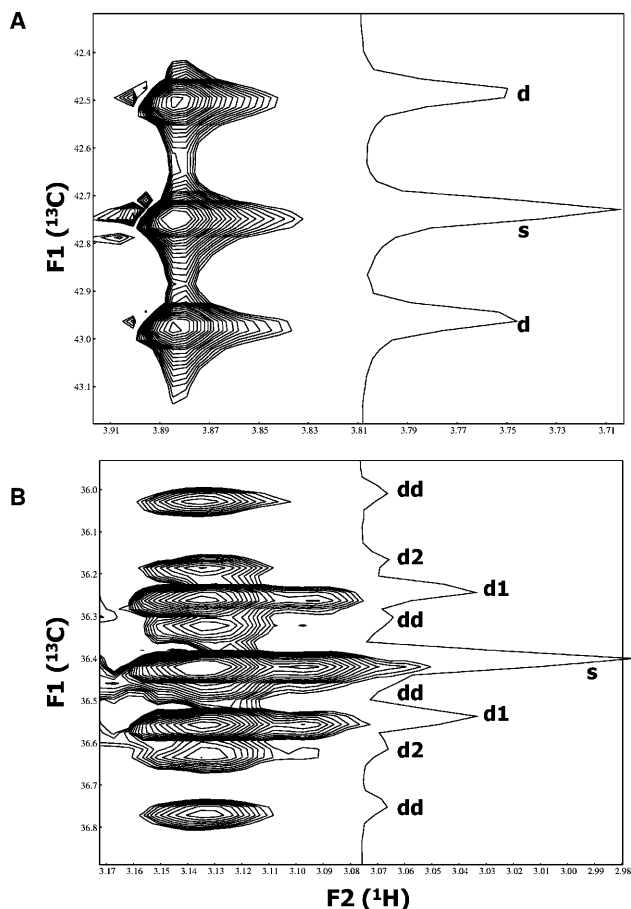 A
42.4
42.5
d
42.6
42.7
F1 (¹³C)
s
42.8
42.9
43.0
d
43.1
3.91 3.89 3.87 3.85 3.83 3.81 3.79 3.77 3.75 3.73 3.71
B
36.0
dd
36.1
d2
36.2
d1
36.3
dd
F1 (¹³C)
36.4
s
36.5
dd
d1
36.6
d2
36.7
dd
36.8
3.17 3.16 3.15 3.14 3.13 3.12 3.11 3.10 3.09 3.08 3.07 3.06 3.05 3.04 3.03 3.02 3.01 3.00 2.99 2.98
F2 (¹H)